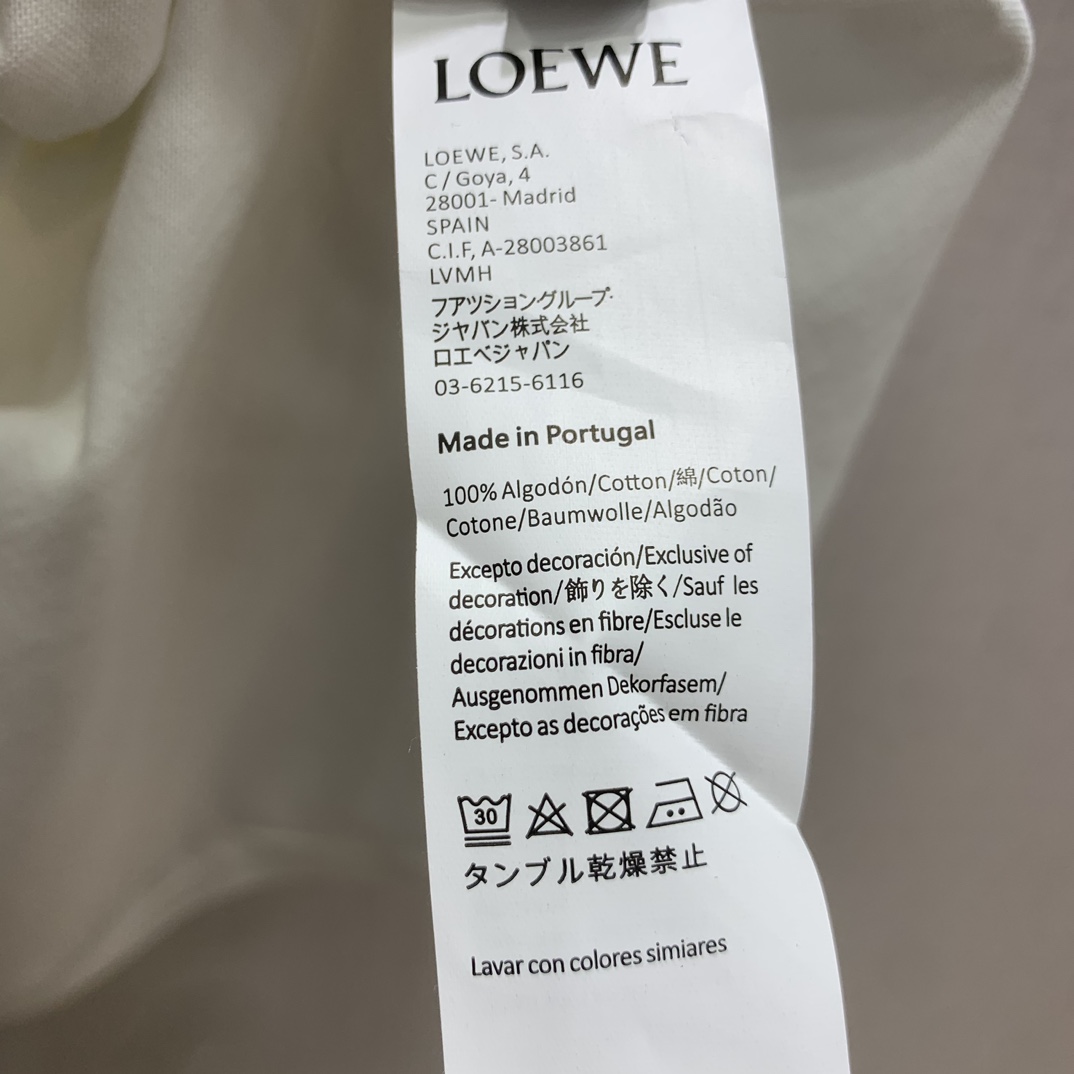 LOEWE
LOEWE, S.A.
C / Goya, 4
28001- Madrid
SPAIN
C.I.F, A-28003861
LVMH
フアツショングループ·
ジヤバン株式会社
ロエベジャパン
03-6215-6116
Made in Portugal
100% Algodón/Cotton/綿/Coton/
Cotone/Baumwolle/Algodão
Excepto decoración/Exclusive of
decoration/飾りを除く/Sauf les
décorations en fibre/Escluse le
decorazioni in fibra/
Ausgenommen Dekorfasem/
Excepto as decorações em fibra
30
タンブル乾燥禁止
Lavar con colores simiares